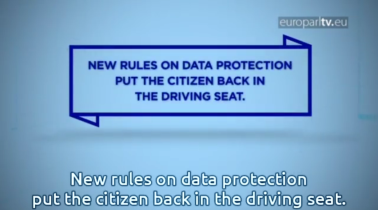 europarltv.eu
NEW RULES ON DATA PROTECTION
PUT THE CITIZEN BACK IN
THE DRIVING SEAT.
New rules on data protection
put the citizen back in the driving seat.